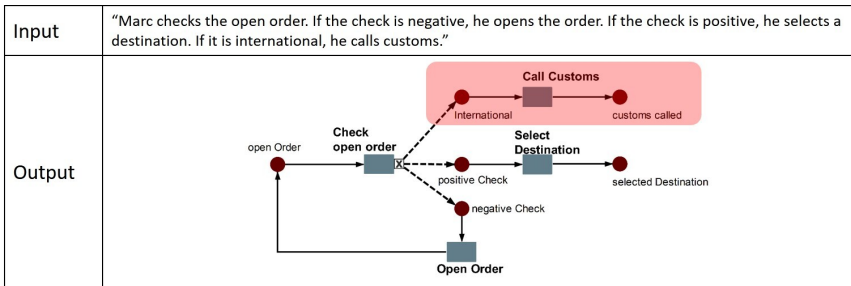 Input
“Marc checks the open order. If the check is negative, he opens the order. If the check is positive, he selects a
destination. If it is international, he calls customs.”
Output
Call Customs
International
customs called
Check
open order
open Order
X
Select
Destination
positive Check
selected Destination
negative Check
Open Order